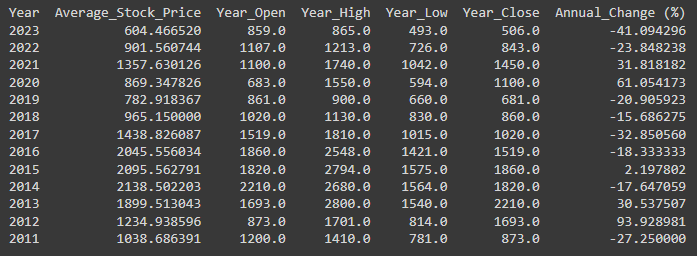 Year Average_Stock_Price Year_Open Year_High Year_Low Year_Close Annual_Change (%)
2023 604.466520 859.0 865.0 493.0 506.0 -41.094296
2022 901.560744 1107.0 1213.0 726.0 843.0 -23.848238
2021 1357.630126 1100.0 1740.0 1042.0 1450.0 31.818182
2020 869.347826 683.0 1550.0 594.0 1100.0 61.054173
2019 782.918367 861.0 900.0 660.0 681.0 -20.905923
2018 965.150000 1020.0 1130.0 830.0 860.0 -15.686275
2017 1438.826087 1519.0 1810.0 1015.0 1020.0 -32.850560
2016 2045.556034 1860.0 2548.0 1421.0 1519.0 -18.333333
2015 2095.562791 1820.0 2794.0 1575.0 1860.0 2.197802
2014 2138.502203 2210.0 2680.0 1564.0 1820.0 -17.647059
2013 1899.513043 1693.0 2800.0 1540.0 2210.0 30.537507
2012 1234.938596 873.0 1701.0 814.0 1693.0 93.928981
2011 1038.686391 1200.0 1410.0 781.0 873.0 -27.250000